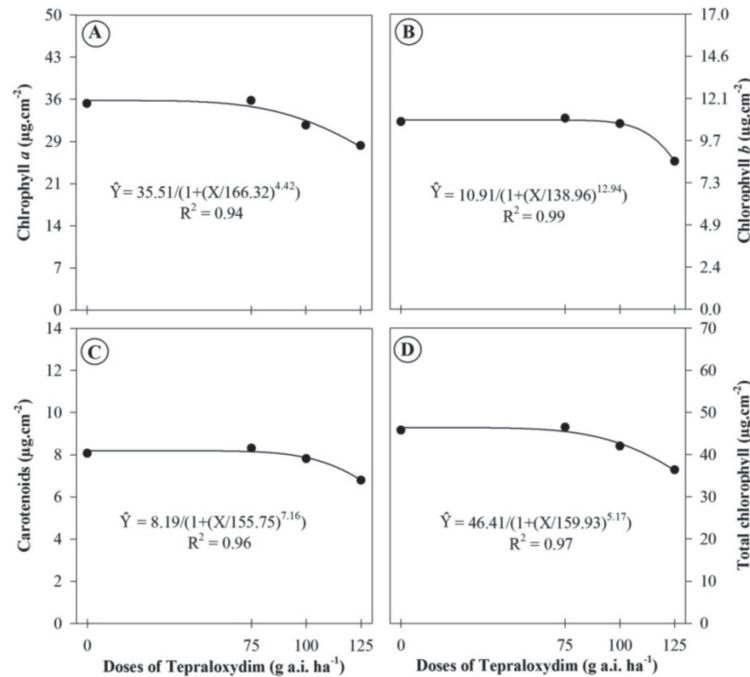 A
50
43
36
29
21
14
7
0
Chlrophyll a (µg.cm⁻²)
Ŷ = 35.51/(1+(X/166.32)^4.42)
R² = 0.94
B
17.0
14.6
12.1
9.7
7.3
4.9
2.4
0.0
Chlorophyll b (µg.cm⁻²)
Ŷ = 10.91/(1+(X/138.96)^12.94)
R² = 0.99
C
14
12
10
8
6
4
2
0
Carotenoids (µg.cm⁻²)
Ŷ = 8.19/(1+(X/155.75)^7.16)
R² = 0.96
0 75 100 125
Doses of Tepraloxydim (g a.i. ha⁻¹)
D
70
60
50
40
30
20
10
0
Total chlorophyll (µg.cm⁻²)
Ŷ = 46.41/(1+(X/159.93)^5.17)
R² = 0.97
0 75 100 125
Doses of Tepraloxydim (g a.i. ha⁻¹)